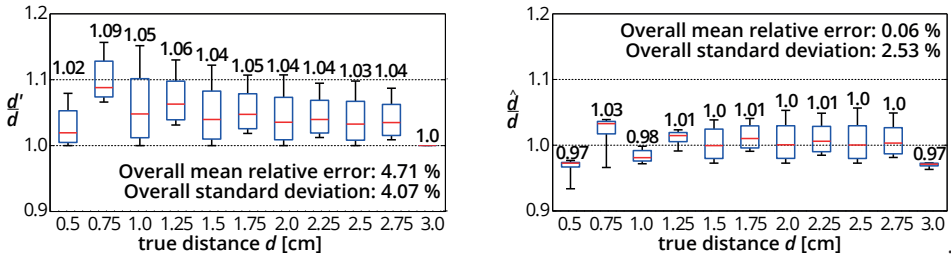 1.2
1.1
1.0
0.9
d'
d
1.02
1.09
1.05
1.06
1.04
1.05
1.04
1.04
1.03
1.04
1.0
Overall mean relative error: 4.71 %
Overall standard deviation: 4.07 %
0.5 0.75 1.0 1.25 1.5 1.75 2.0 2.25 2.5 2.75 3.0
true distance d [cm]
1.2
1.1
1.0
0.9
d̂
d
Overall mean relative error: 0.06 %
Overall standard deviation: 2.53 %
0.97
1.03
0.98
1.01
1.0
1.01
1.0
1.01
1.0
1.0
0.97
0.5 0.75 1.0 1.25 1.5 1.75 2.0 2.25 2.5 2.75 3.0
true distance d [cm]
.